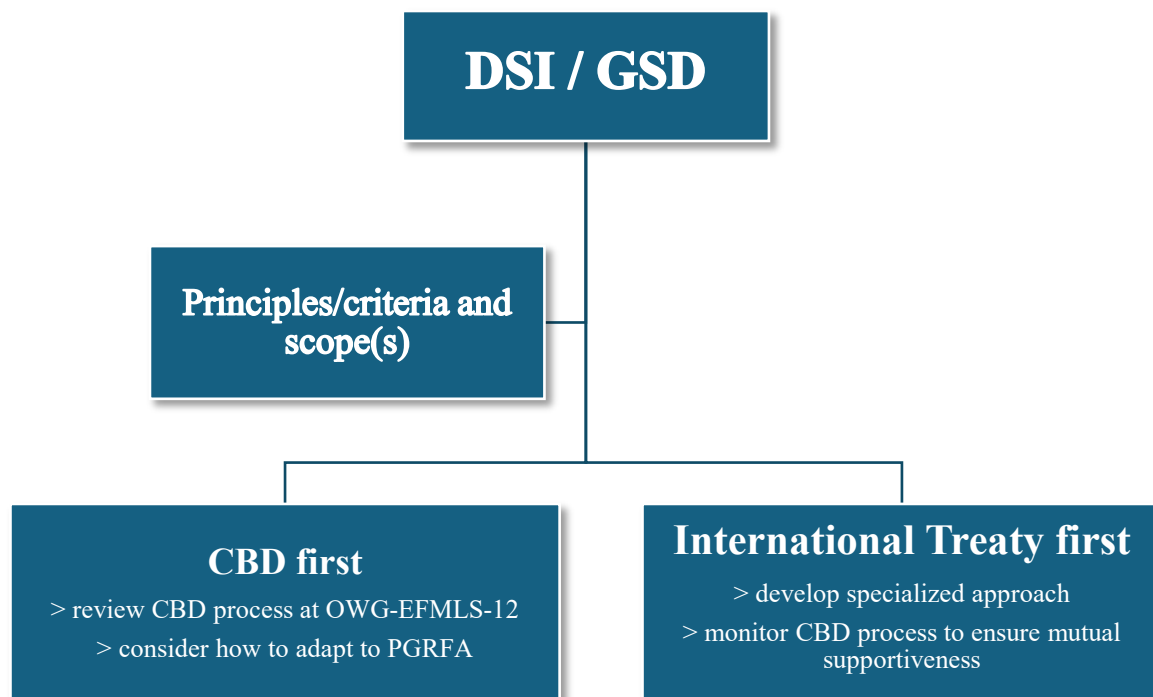 DSI / GSD
Principles/criteria and
scope(s)
CBD first
> review CBD process at OWG-EFMLS-12
> consider how to adapt to PGRFA
International Treaty first
> develop specialized approach
> monitor CBD process to ensure mutual
supportiveness